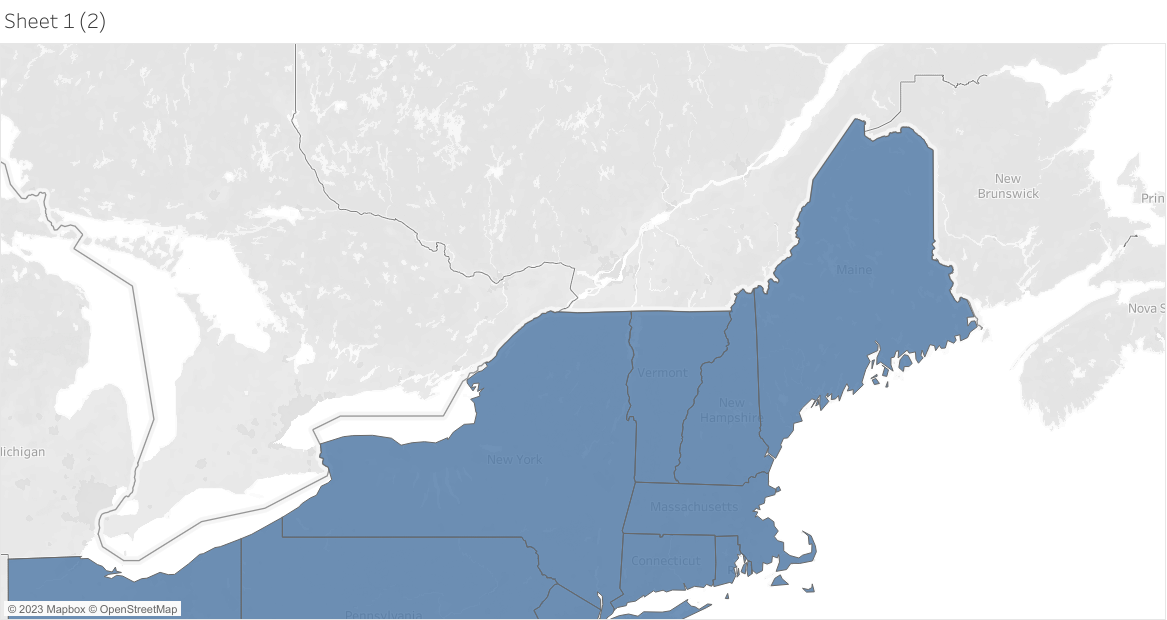 Sheet 1 (2)
New
Brunswick
Prin
Maine
Nova S
Vermont
New
Hampshire
lichigan
New York
Massachusetts
Connecticut
Pennsylvania
© 2023 Mapbox © OpenStreetMap